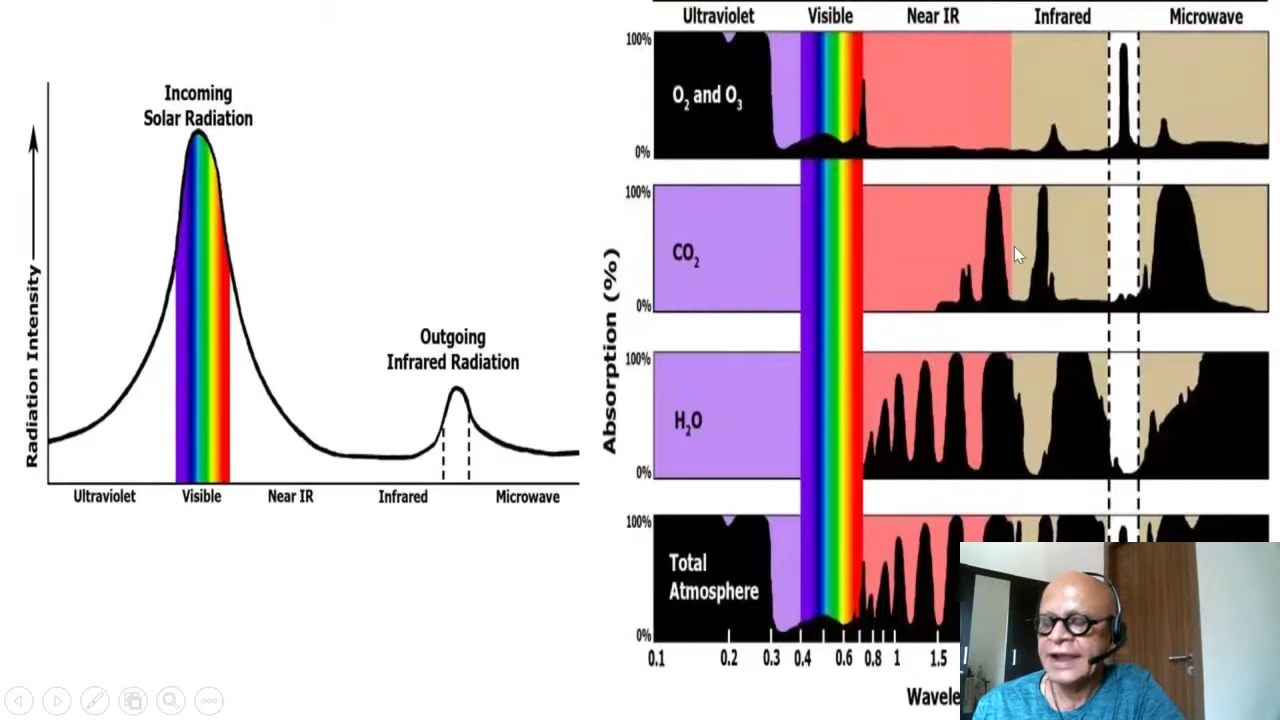 Incoming
Solar Radiation
Outgoing
Infrared Radiation
Radiation Intensity
Ultraviolet
Visible
Near IR
Infrared
Microwave
Ultraviolet
Visible
Near IR
Infrared
Microwave
Absorption (%)
100%
O₂ and O₃
0%
100%
CO₂
0%
100%
H₂O
0%
100%
Total
Atmosphere
0%
0.1 0.2 0.3 0.4 0.6 0.8 1 1.5